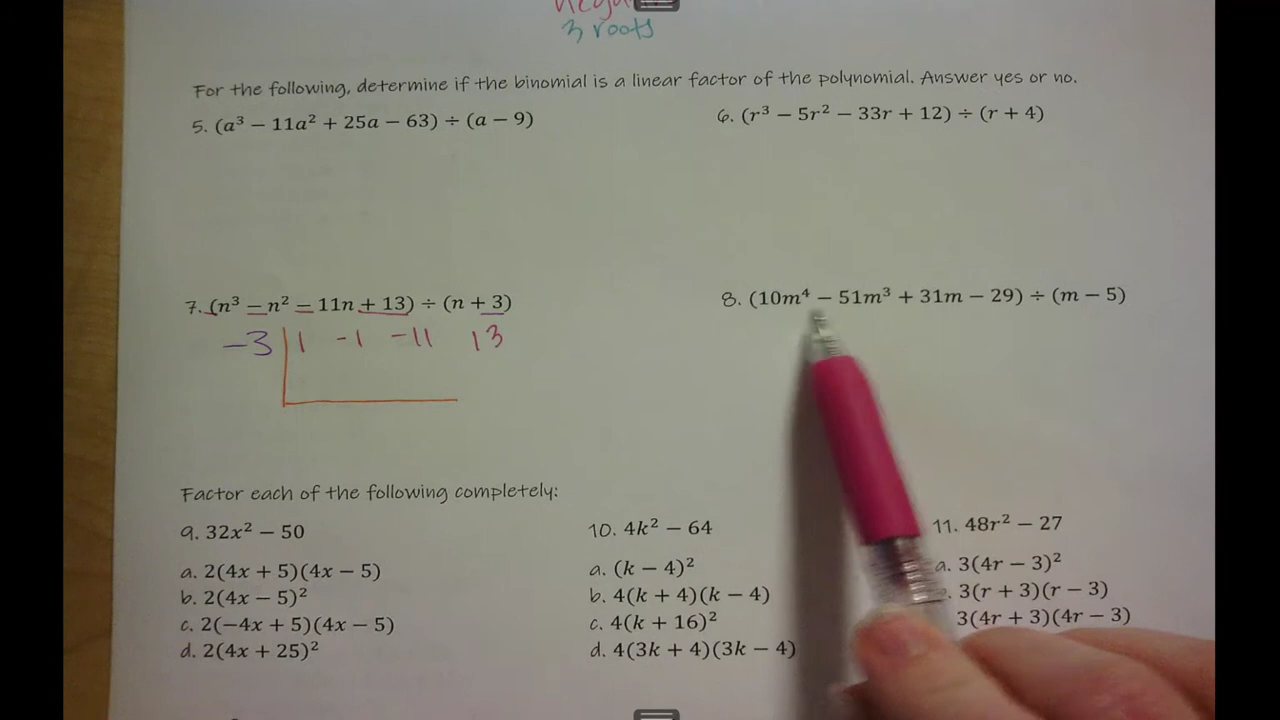 3 roots
For the following, determine if the binomial is a linear factor of the polynomial. Answer yes or no.
5. (a³ − 11a² + 25a − 63) ÷ (a − 9)
6. (r³ − 5r² − 33r + 12) ÷ (r + 4)
7. (n³ − n² − 11n + 13) ÷ (n + 3)
-3 1 -1 -11 13
8. (10m⁴ − 51m³ + 31m − 29) ÷ (m − 5)
Factor each of the following completely:
9. 32x² − 50
a. 2(4x + 5)(4x − 5)
b. 2(4x − 5)²
c. 2(−4x + 5)(4x − 5)
d. 2(4x + 25)²
10. 4k² − 64
a. (k − 4)²
b. 4(k + 4)(k − 4)
c. 4(k + 16)²
d. 4(3k + 4)(3k − 4)
11. 48r² − 27
a. 3(4r − 3)²
3(r + 3)(r − 3)
3(4r + 3)(4r − 3)